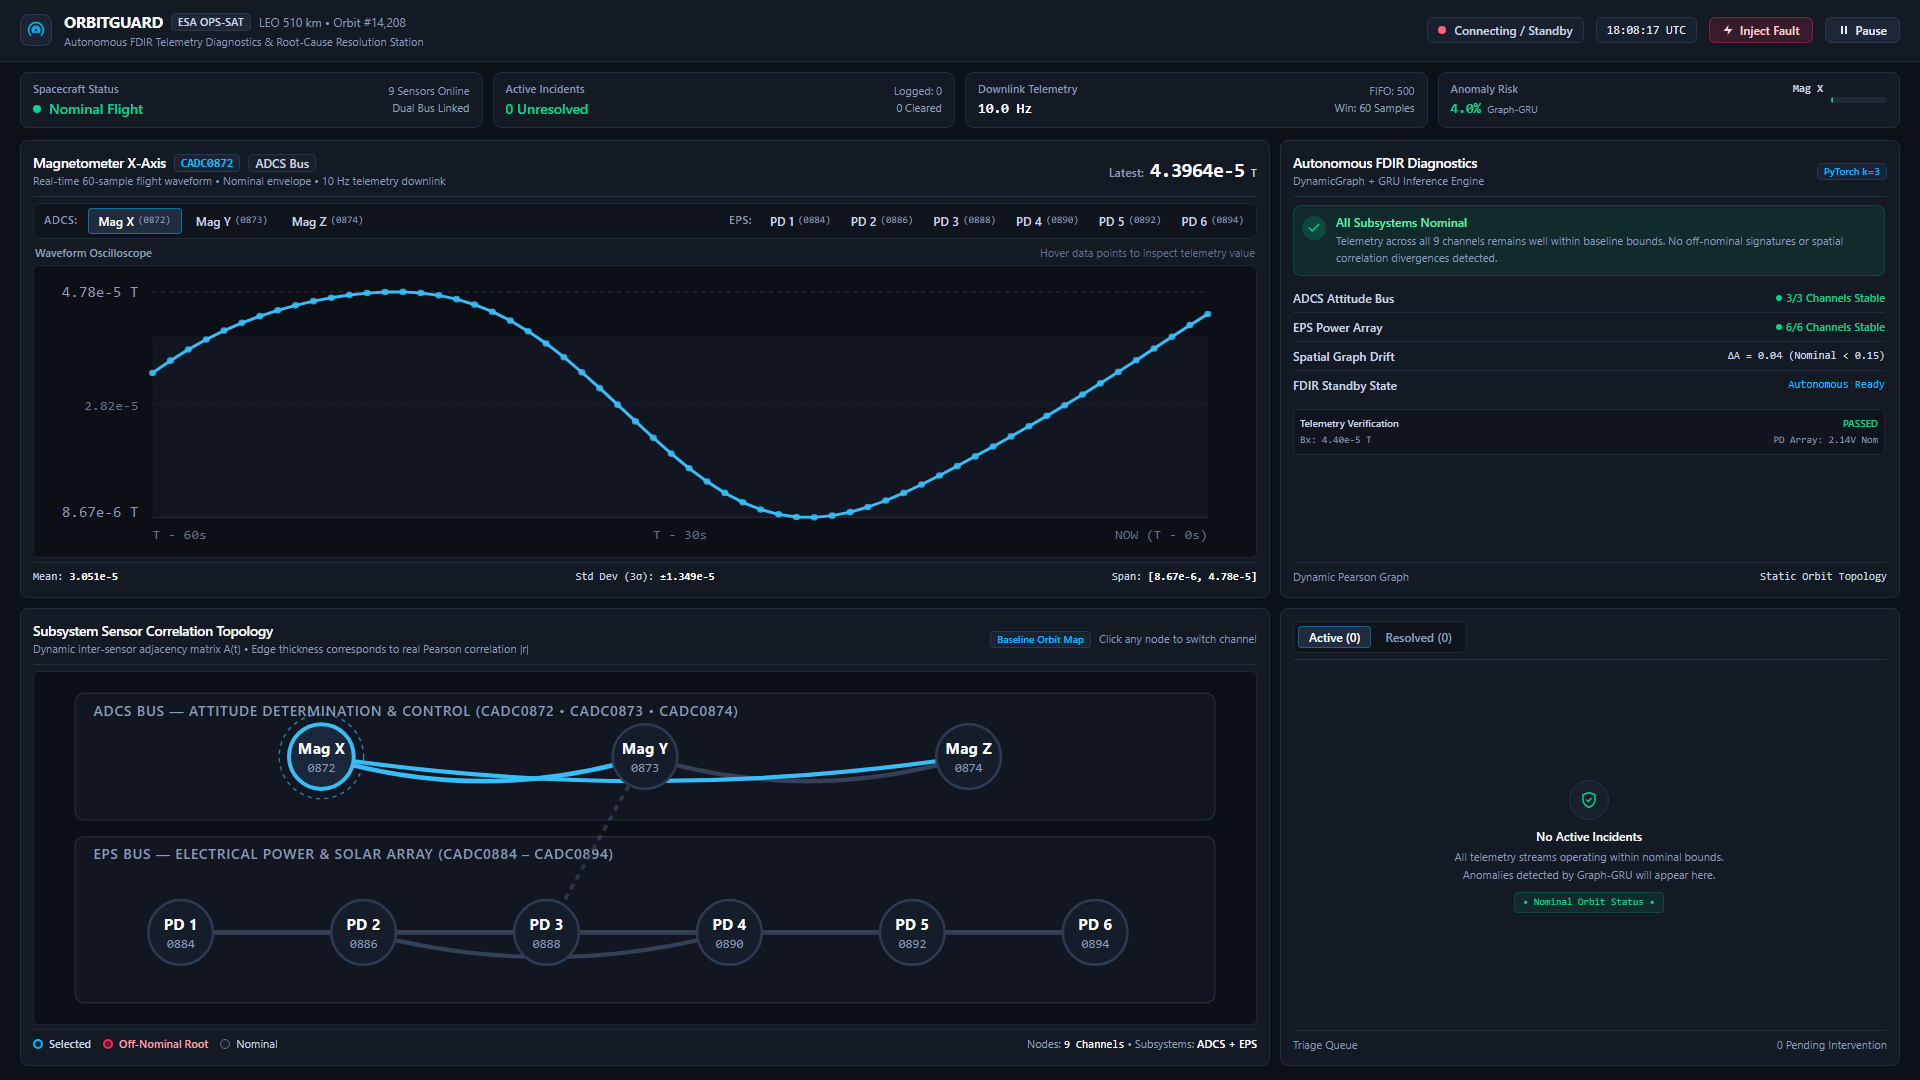 ORBITGUARD ESA OPS-SAT LEO 510 km • Orbit #14,208
Autonomous FDIR Telemetry Diagnostics & Root-Cause Resolution Station
Connecting / Standby
18:08:17 UTC
Inject Fault
Pause
Spacecraft Status
Nominal Flight
9 Sensors Online
Dual Bus Linked
Active Incidents
0 Unresolved
Logged: 0
0 Cleared
Downlink Telemetry
10.0 Hz
FIFO: 500
Win: 60 Samples
Anomaly Risk
4.0% Graph-GRU
Mag X
Magnetometer X-Axis CADC0872 ADCS Bus
Real-time 60-sample flight waveform • Nominal envelope • 10 Hz telemetry downlink
Latest: 4.3964e-5 T
ADCS: Mag X (0872) Mag Y (0873) Mag Z (0874)
EPS: PD 1 (0884) PD 2 (0886) PD 3 (0888) PD 4 (0890) PD 5 (0892) PD 6 (0894)
Waveform Oscilloscope
Hover data points to inspect telemetry value
4.78e-5 T
2.82e-5
8.67e-6 T
T - 60s
T - 30s
NOW (T - 0s)
Mean: 3.051e-5
Std Dev (3σ): ±1.349e-5
Span: [8.67e-6, 4.78e-5]
Autonomous FDIR Diagnostics
DynamicGraph + GRU Inference Engine
PyTorch k=3
All Subsystems Nominal
Telemetry across all 9 channels remains well within baseline bounds. No off-nominal signatures or spatial
correlation divergences detected.
ADCS Attitude Bus
3/3 Channels Stable
EPS Power Array
6/6 Channels Stable
Spatial Graph Drift
ΔA = 0.04 (Nominal < 0.15)
FDIR Standby State
Autonomous Ready
Telemetry Verification
PASSED
Bx: 4.40e-5 T
PD Array: 2.14V Nom
Dynamic Pearson Graph
Static Orbit Topology
Subsystem Sensor Correlation Topology
Dynamic inter-sensor adjacency matrix A(t) • Edge thickness corresponds to real Pearson correlation |r|
Baseline Orbit Map
Click any node to switch channel
ADCS BUS — ATTITUDE DETERMINATION & CONTROL (CADC0872 • CADC0873 • CADC0874)
Mag X
0872
Mag Y
0873
Mag Z
0874
EPS BUS — ELECTRICAL POWER & SOLAR ARRAY (CADC0884 – CADC0894)
PD 1
0884
PD 2
0886
PD 3
0888
PD 4
0890
PD 5
0892
PD 6
0894
Selected
Off-Nominal Root
Nominal
Nodes: 9 Channels • Subsystems: ADCS + EPS
Active (0)
Resolved (0)
No Active Incidents
All telemetry streams operating within nominal bounds.
Anomalies detected by Graph-GRU will appear here.
• Nominal Orbit Status •
Triage Queue
0 Pending Intervention